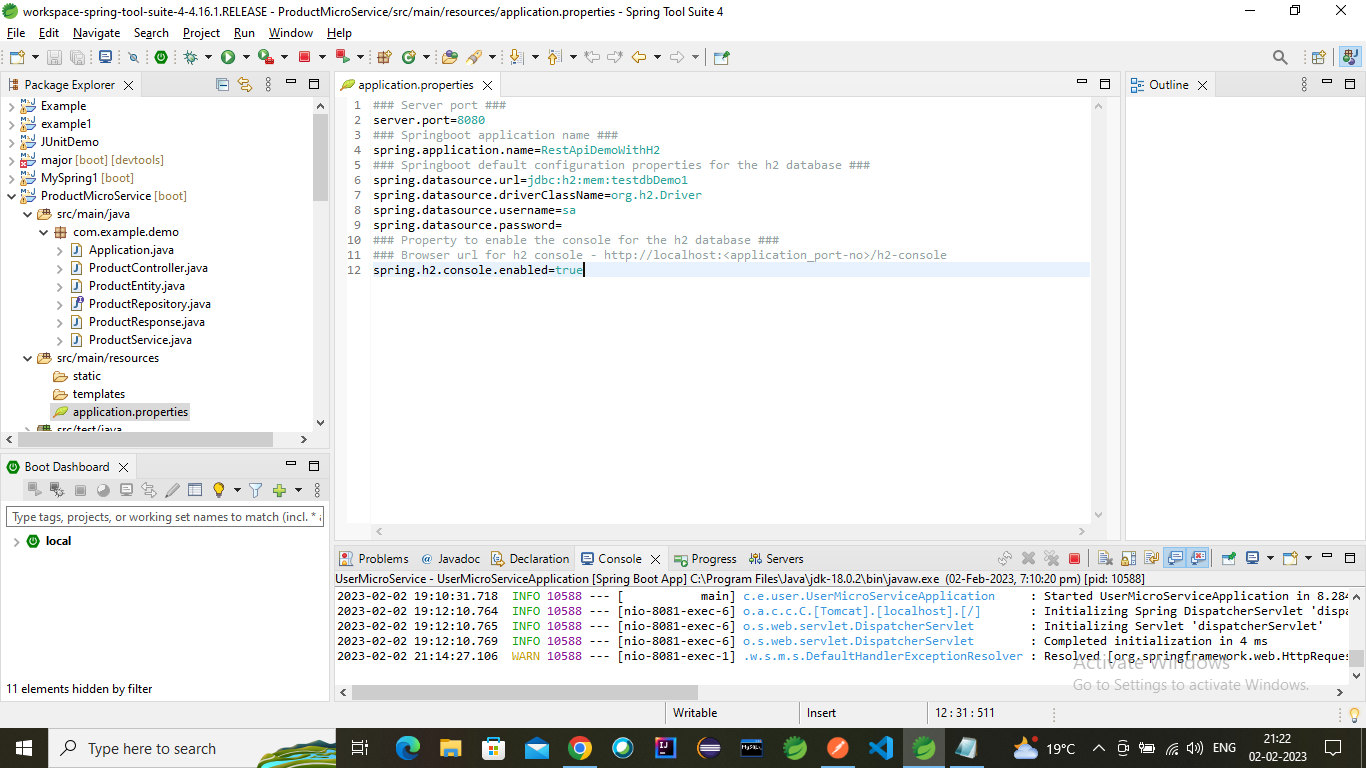 workspace-spring-tool-suite-4-4.16.1.RELEASE - ProductMicroService/src/main/resources/application.properties - Spring Tool Suite 4
File Edit Navigate Search Project Run Window Help
Package Explorer
Example
example1
JUnitDemo
major [boot] [devtools]
MySpring1 [boot]
ProductMicroService [boot]
src/main/java
com.example.demo
Application.java
ProductController.java
ProductEntity.java
ProductRepository.java
ProductResponse.java
ProductService.java
src/main/resources
static
templates
application.properties
src/test/java
application.properties
1 ### Server port ###
2 server.port=8080
3 ### Springboot application name ###
4 spring.application.name=RestApiDemoWithH2
5 ### Springboot default configuration properties for the h2 database ###
6 spring.datasource.url=jdbc:h2:mem:testdbDemo1
7 spring.datasource.driverClassName=org.h2.Driver
8 spring.datasource.username=sa
9 spring.datasource.password=
10 ### Property to enable the console for the h2 database ###
11 ### Browser url for h2 console - http://localhost:<application_port-no>/h2-console
12 spring.h2.console.enabled=true
Outline
Boot Dashboard
Type tags, projects, or working set names to match (incl. *
local
11 elements hidden by filter
Problems Javadoc Declaration Console Progress Servers
UserMicroService - UserMicroServiceApplication [Spring Boot App] C:\Program Files\Java\jdk-18.0.2\bin\javaw.exe (02-Feb-2023, 7:10:20 pm) [pid: 10588]
2023-02-02 19:10:31.718 INFO 10588 --- [ main] c.e.user.UserMicroServiceApplication : Started UserMicroServiceApplication in 8.284
2023-02-02 19:12:10.764 INFO 10588 --- [nio-8081-exec-6] o.a.c.c.C.[Tomcat].[localhost].[/] : Initializing Spring DispatcherServlet 'dispa
2023-02-02 19:12:10.765 INFO 10588 --- [nio-8081-exec-6] o.s.web.servlet.DispatcherServlet : Initializing Servlet 'dispatcherServlet'
2023-02-02 19:12:10.769 INFO 10588 --- [nio-8081-exec-6] o.s.web.servlet.DispatcherServlet : Completed initialization in 4 ms
2023-02-02 21:14:27.106 WARN 10588 --- [nio-8081-exec-1] .w.s.m.s.DefaultHandlerExceptionResolver : Resolved [org.springframework.web.HttpReques
Activate Windows
Go to Settings to activate Windows.
Writable Insert 12 : 31 : 511
Type here to search
19°C
ENG
21:22
02-02-2023